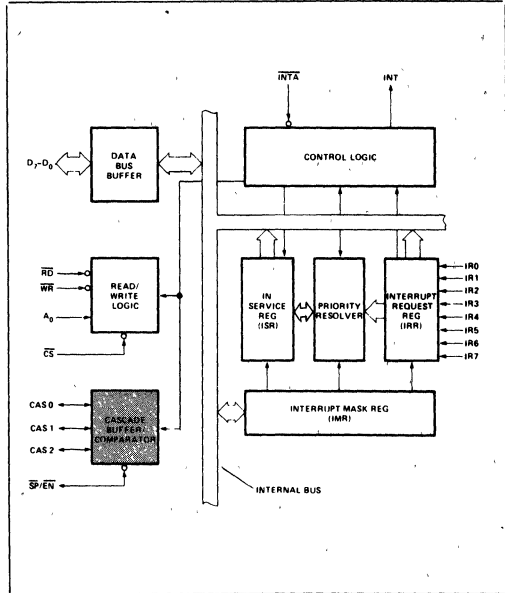 INTA
INT
DATA
BUS
BUFFER
D7-D0
CONTROL LOGIC
RD
WR
A0
READ/
WRITE
LOGIC
CS
IN
SERVICE
REG
(ISR)
PRIORITY
RESOLVER
INTERRUPT
REQUEST
REG
(IRR)
IR0
IR1
IR2
IR3
IR4
IR5
IR6
IR7
CAS 0
CAS 1
CAS 2
CASCADE
BUFFER/
COMPARATOR
INTERRUPT MASK REG
(IMR)
SP/EN
INTERNAL BUS